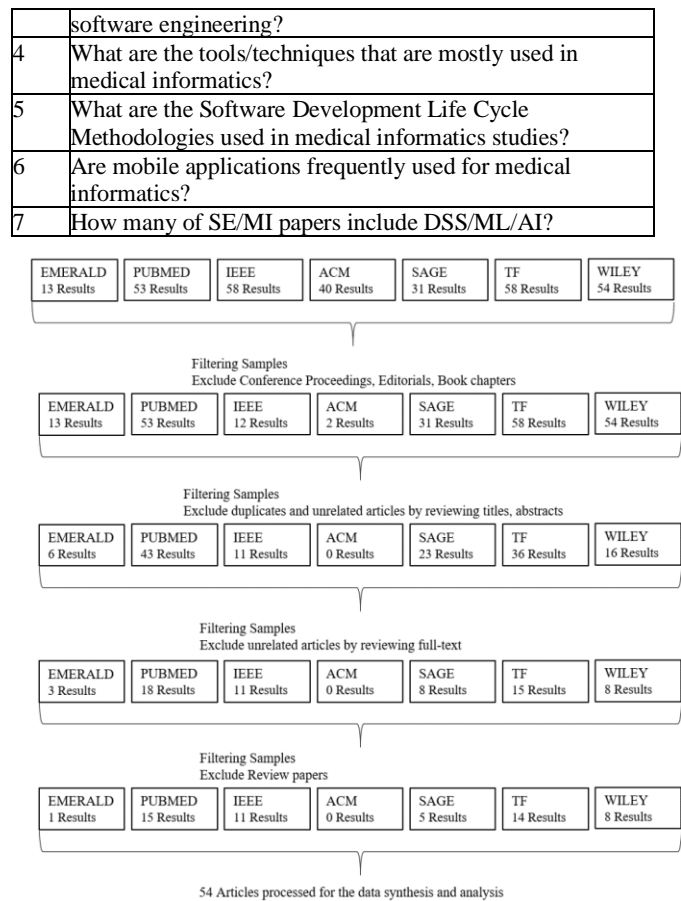 software engineering?
4 What are the tools/techniques that are mostly used in
medical informatics?
5 What are the Software Development Life Cycle
Methodologies used in medical informatics studies?
6 Are mobile applications frequently used for medical
informatics?
7 How many of SE/MI papers include DSS/ML/AI?
EMERALD PUBMED IEEE ACM SAGE TF WILEY
13 Results 53 Results 58 Results 40 Results 31 Results 58 Results 54 Results
Filtering Samples
Exclude Conference Proceedings, Editorials, Book chapters
EMERALD PUBMED IEEE ACM SAGE TF WILEY
13 Results 53 Results 12 Results 2 Results 31 Results 58 Results 54 Results
Filtering Samples
Exclude duplicates and unrelated articles by reviewing titles, abstracts
EMERALD PUBMED IEEE ACM SAGE TF WILEY
6 Results 43 Results 11 Results 0 Results 23 Results 36 Results 16 Results
Filtering Samples
Exclude unrelated articles by reviewing full-text
EMERALD PUBMED IEEE ACM SAGE TF WILEY
3 Results 18 Results 11 Results 0 Results 8 Results 15 Results 8 Results
Filtering Samples
Exclude Review papers
EMERALD PUBMED IEEE ACM SAGE TF WILEY
1 Results 15 Results 11 Results 0 Results 5 Results 14 Results 8 Results
54 Articles processed for the data synthesis and analysis